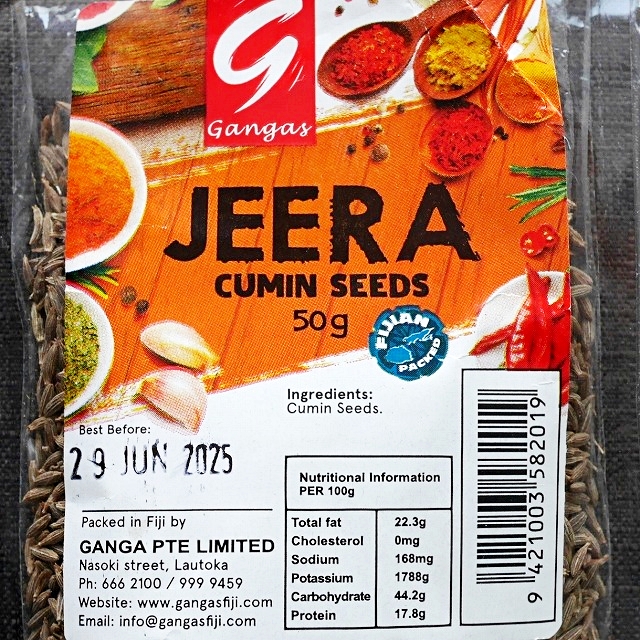 Gangas
JEERA
CUMIN SEEDS
50g
FIJIAN
PACKED
Ingredients:
Cumin Seeds.
Best Before:
29 JUN 2025
Packed in Fiji by
GANGA PTE LIMITED
Nasoki street, Lautoka
Ph: 666 2100 / 999 9459
Website: www.gangasfiji.com
Email: info@gangasfiji.com
Nutritional Information
PER 100g
Total fat 22.3g
Cholesterol 0mg
Sodium 168mg
Potassium 1788g
Carbohydrate 44.2g
Protein 17.8g
9 421003 582019